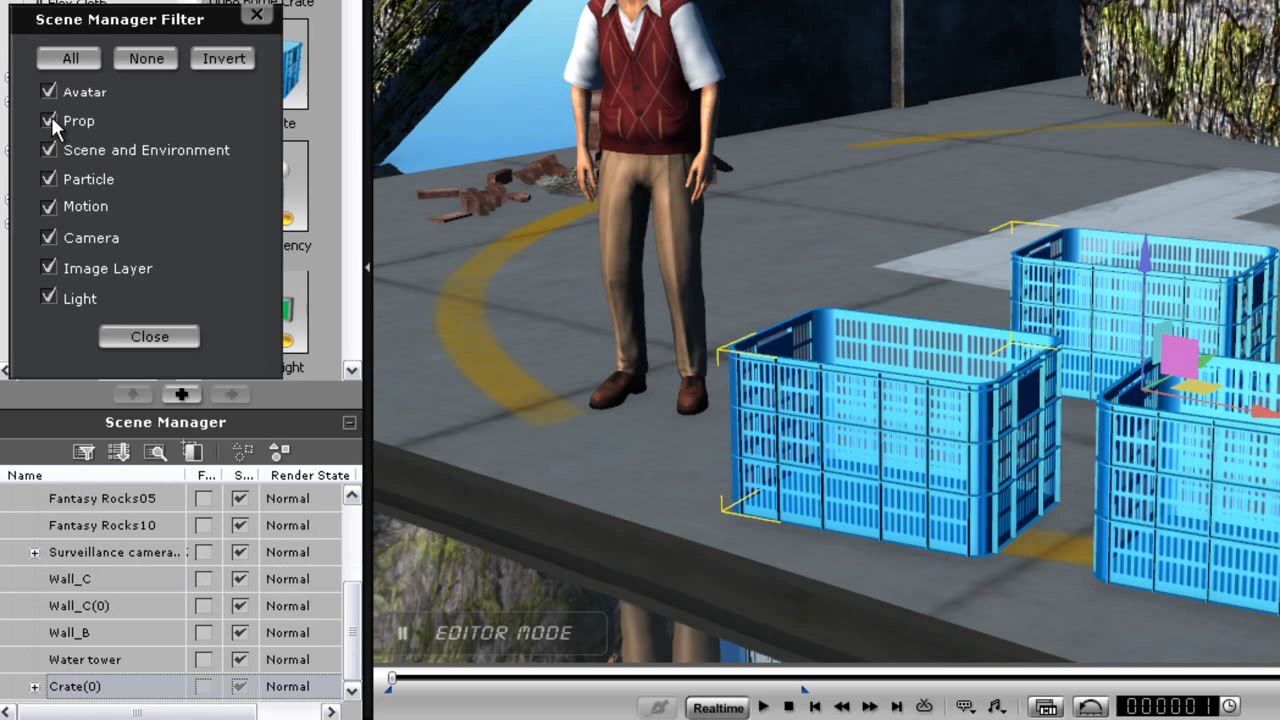 Scene Manager Filter
All None Invert
Avatar
Prop
Scene and Environment
Particle
Motion
Camera
Image Layer
Light
Close
Scene Manager
Name F... S... Render State
Fantasy Rocks05 Normal
Fantasy Rocks10 Normal
Surveillance camera.. Normal
Wall_C Normal
Wall_C(0) Normal
Wall_B Normal
Water tower Normal
Crate(0) Normal
EDITOR MODE
Realtime
000001